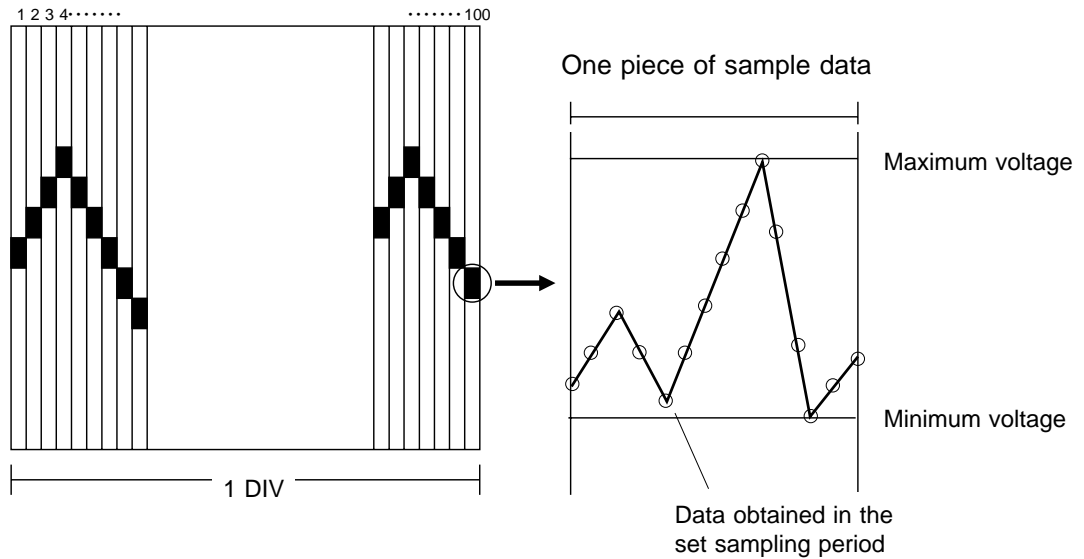 1 2 3 4 ········ ········ 100
One piece of sample data
Maximum voltage
Minimum voltage
1 DIV
Data obtained in the
set sampling period